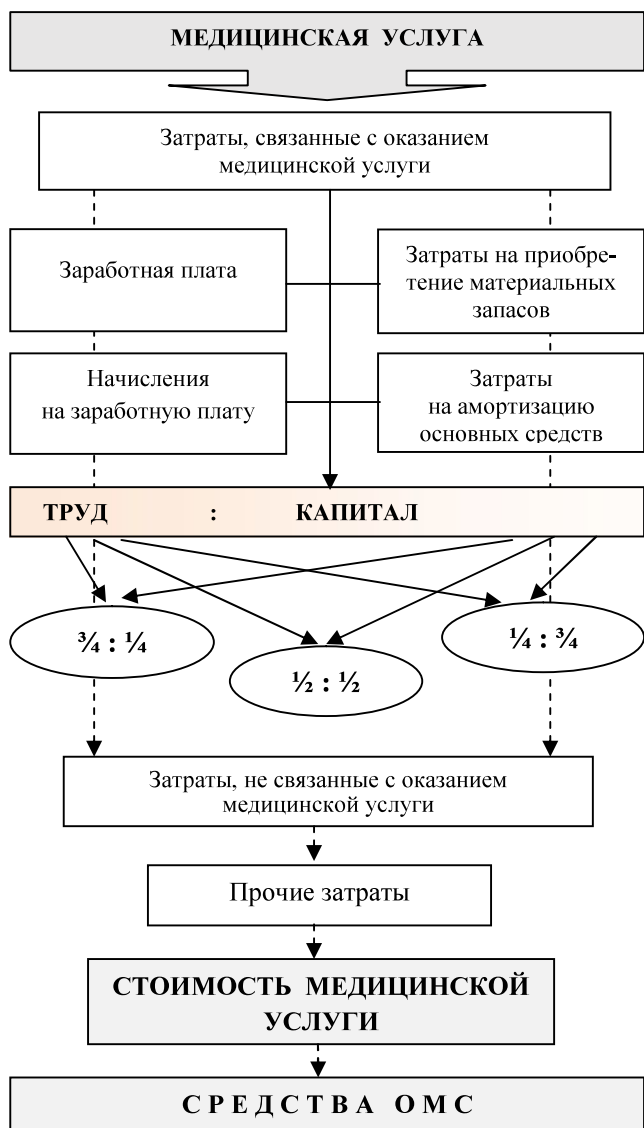 МЕДИЦИНСКАЯ УСЛУГА
Затраты, связанные с оказанием
медицинской услуги
Заработная плата
Затраты на приобре-
тение материальных
запасов
Начисления
на заработную плату
Затраты
на амортизацию
основных средств
ТРУД : КАПИТАЛ
¾ : ¼
½ : ½
¼ : ¾
Затраты, не связанные с оказанием
медицинской услуги
Прочие затраты
СТОИМОСТЬ МЕДИЦИНСКОЙ
УСЛУГИ
С Р Е Д С Т В А О М С